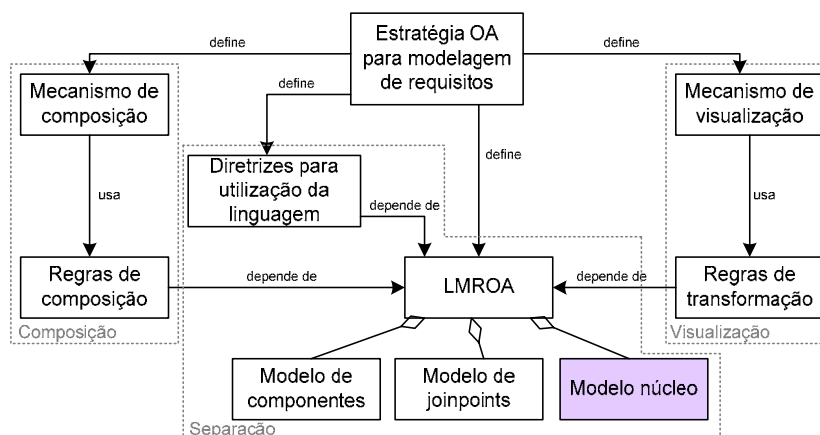 Estratégia OA
para modelagem
de requisitos
define
define
define
define
Mecanismo de
composição
Mecanismo de
visualização
Diretrizes para
utilização da
linguagem
usa
usa
depende de
Regras de
composição
depende de
LMROA
depende de
Regras de
transformação
Composição
Visualização
Modelo de
componentes
Modelo de
joinpoints
Modelo núcleo
Separação